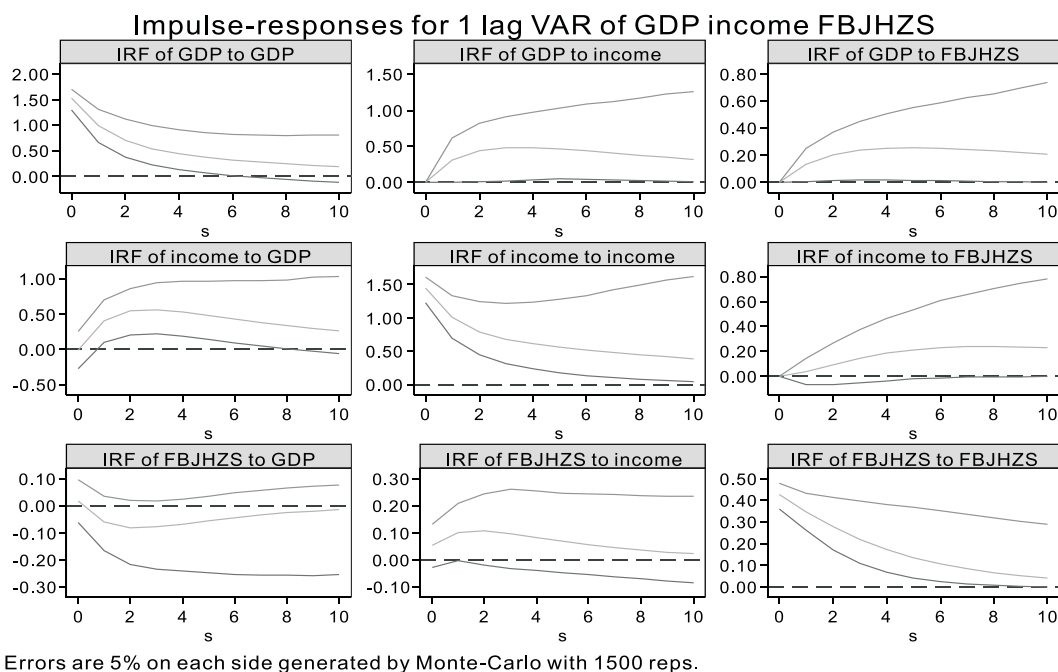 Impulse-responses for 1 lag VAR of GDP income FBJHZS
IRF of GDP to GDP
2.00
1.50
1.00
0.50
0.00
0 2 4 6 8 10
s
IRF of GDP to income
1.50
1.00
0.50
0.00
0 2 4 6 8 10
s
IRF of GDP to FBJHZS
0.80
0.60
0.40
0.20
0.00
0 2 4 6 8 10
s
IRF of income to GDP
1.00
0.50
0.00
-0.50
0 2 4 6 8 10
s
IRF of income to income
1.50
1.00
0.50
0.00
0 2 4 6 8 10
s
IRF of income to FBJHZS
0.80
0.60
0.40
0.20
0.00
0 2 4 6 8 10
s
IRF of FBJHZS to GDP
0.10
0.00
-0.10
-0.20
-0.30
0 2 4 6 8 10
s
IRF of FBJHZS to income
0.30
0.20
0.10
0.00
-0.10
0 2 4 6 8 10
s
IRF of FBJHZS to FBJHZS
0.50
0.40
0.30
0.20
0.10
0.00
0 2 4 6 8 10
s
Errors are 5% on each side generated by Monte-Carlo with 1500 reps.